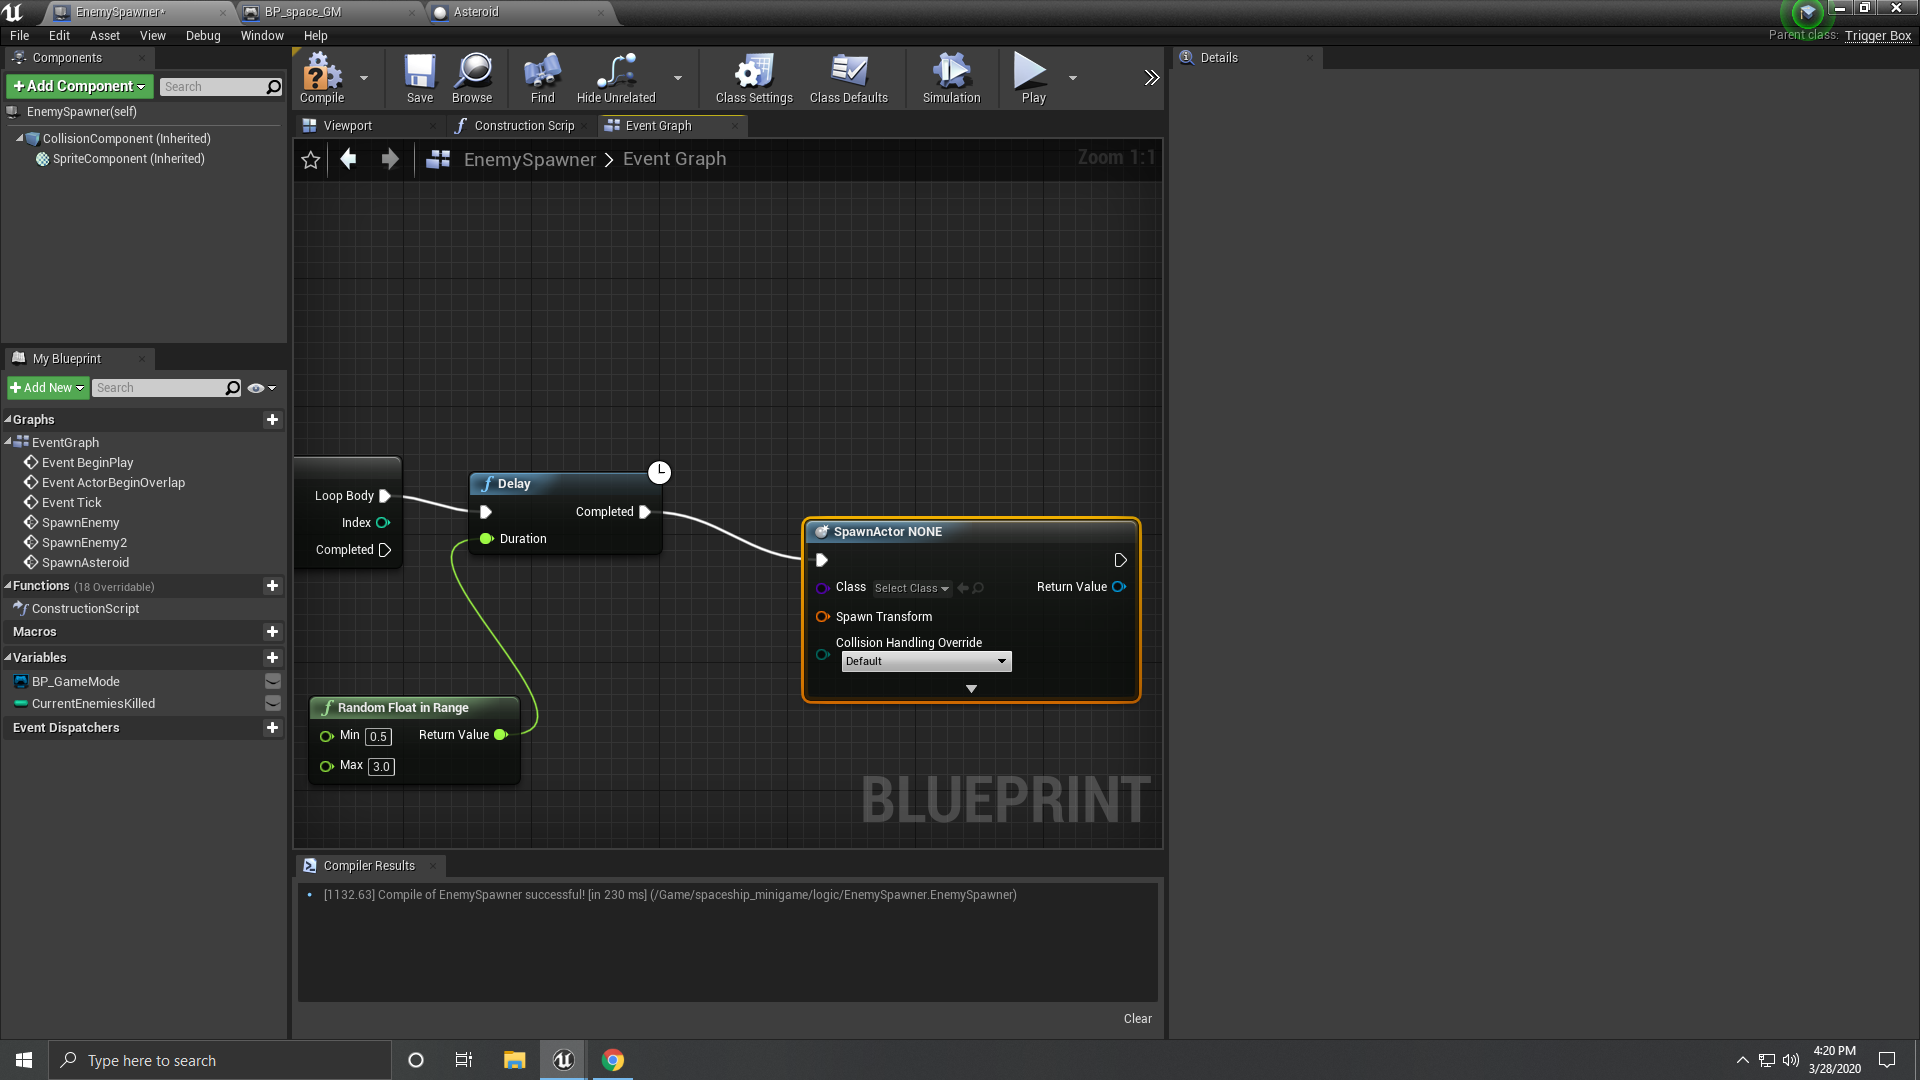 EnemySpawner*
BP_space_GM
Asteroid
File Edit Asset View Debug Window Help
Parent class: Trigger Box
Components
+Add Component
Search
EnemySpawner(self)
CollisionComponent (Inherited)
SpriteComponent (Inherited)
Compile
Save
Browse
Find
Hide Unrelated
Class Settings
Class Defaults
Simulation
Play
Details
Viewport
Construction Scrip
Event Graph
EnemySpawner > Event Graph
Zoom 1:1
My Blueprint
+Add New
Search
Graphs
EventGraph
Event BeginPlay
Event ActorBeginOverlap
Event Tick
SpawnEnemy
SpawnEnemy2
SpawnAsteroid
Functions (18 Overridable)
ConstructionScript
Macros
Variables
BP_GameMode
CurrentEnemiesKilled
Event Dispatchers
Loop Body
Index
Completed
Delay
Completed
Duration
Random Float in Range
Min 0.5
Return Value
Max 3.0
SpawnActor NONE
Class Select Class
Return Value
Spawn Transform
Collision Handling Override
Default
BLUEPRINT
Compiler Results
[1132.63] Compile of EnemySpawner successful! [in 230 ms] (/Game/spaceship_minigame/logic/EnemySpawner.EnemySpawner)
Clear
Type here to search
4:20 PM
3/28/2020